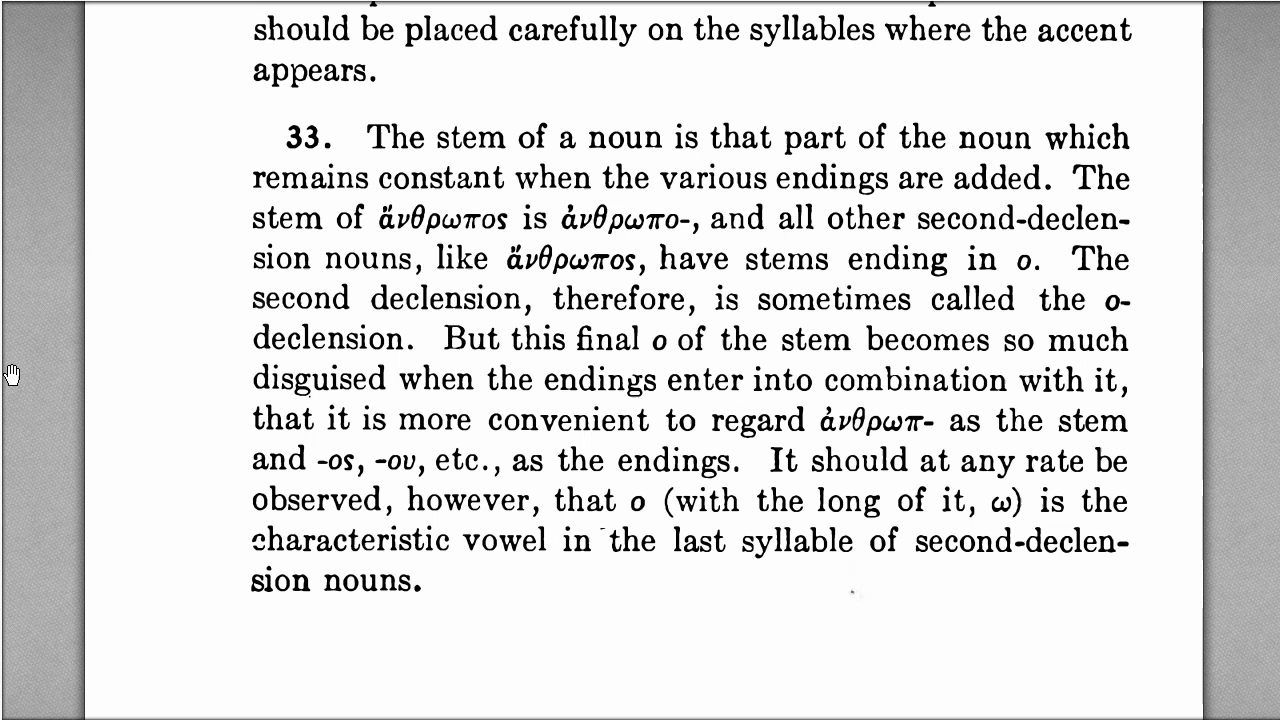 should be placed carefully on the syllables where the accent
appears.
33. The stem of a noun is that part of the noun which
remains constant when the various endings are added. The
stem of ἄνθρωπος is ἀνθρωπο-, and all other second-declen-
sion nouns, like ἄνθρωπος, have stems ending in ο. The
second declension, therefore, is sometimes called the ο-
declension. But this final ο of the stem becomes so much
disguised when the endings enter into combination with it,
that it is more convenient to regard ἀνθρωπ- as the stem
and -ος, -ου, etc., as the endings. It should at any rate be
observed, however, that ο (with the long of it, ω) is the
characteristic vowel in the last syllable of second-declen-
sion nouns.